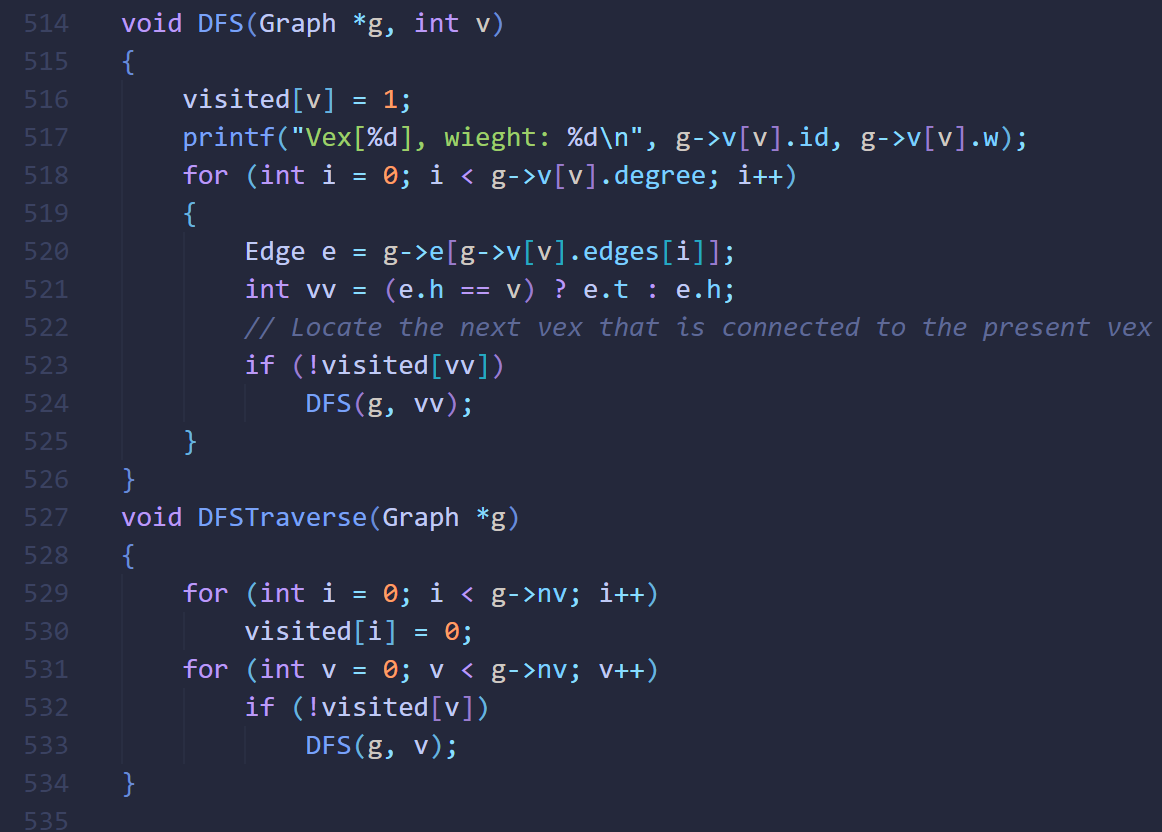 514 void DFS(Graph *g, int v)
515 {
516     visited[v] = 1;
517     printf("Vex[%d], wieght: %d\n", g->v[v].id, g->v[v].w);
518     for (int i = 0; i < g->v[v].degree; i++)
519     {
520         Edge e = g->e[g->v[v].edges[i]];
521         int vv = (e.h == v) ? e.t : e.h;
522         // Locate the next vex that is connected to the present vex
523         if (!visited[vv])
524             DFS(g, vv);
525     }
526 }
527 void DFSTraverse(Graph *g)
528 {
529     for (int i = 0; i < g->nv; i++)
530         visited[i] = 0;
531     for (int v = 0; v < g->nv; v++)
532         if (!visited[v])
533             DFS(g, v);
534 }
535